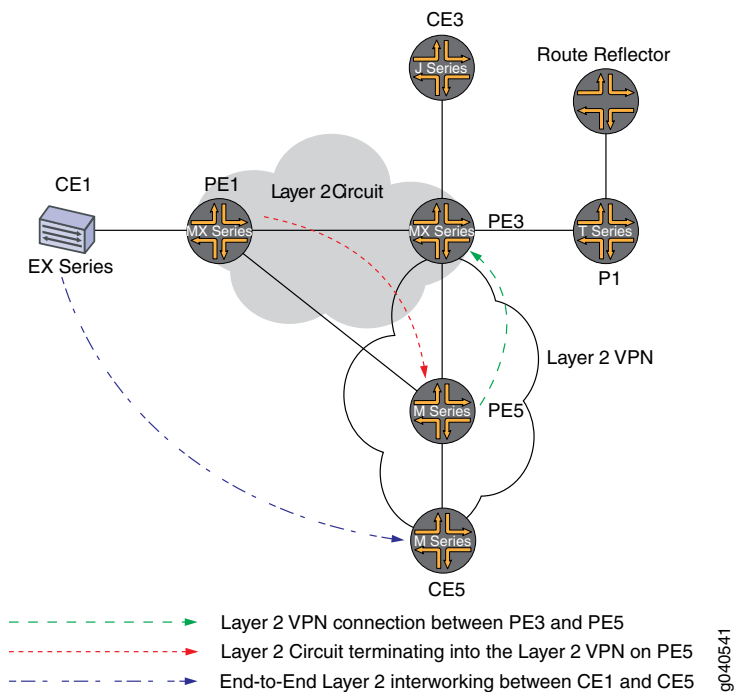 CE3
J Series
Route Reflector
CE1
PE1
Layer 2Circuit
MX Series
MX Series
PE3
T Series
EX Series
P1
Layer 2 VPN
M Series
PE5
M Series
CE5
Layer 2 VPN connection between PE3 and PE5
Layer 2 Circuit terminating into the Layer 2 VPN on PE5
End-to-End Layer 2 interworking between CE1 and CE5
g040541